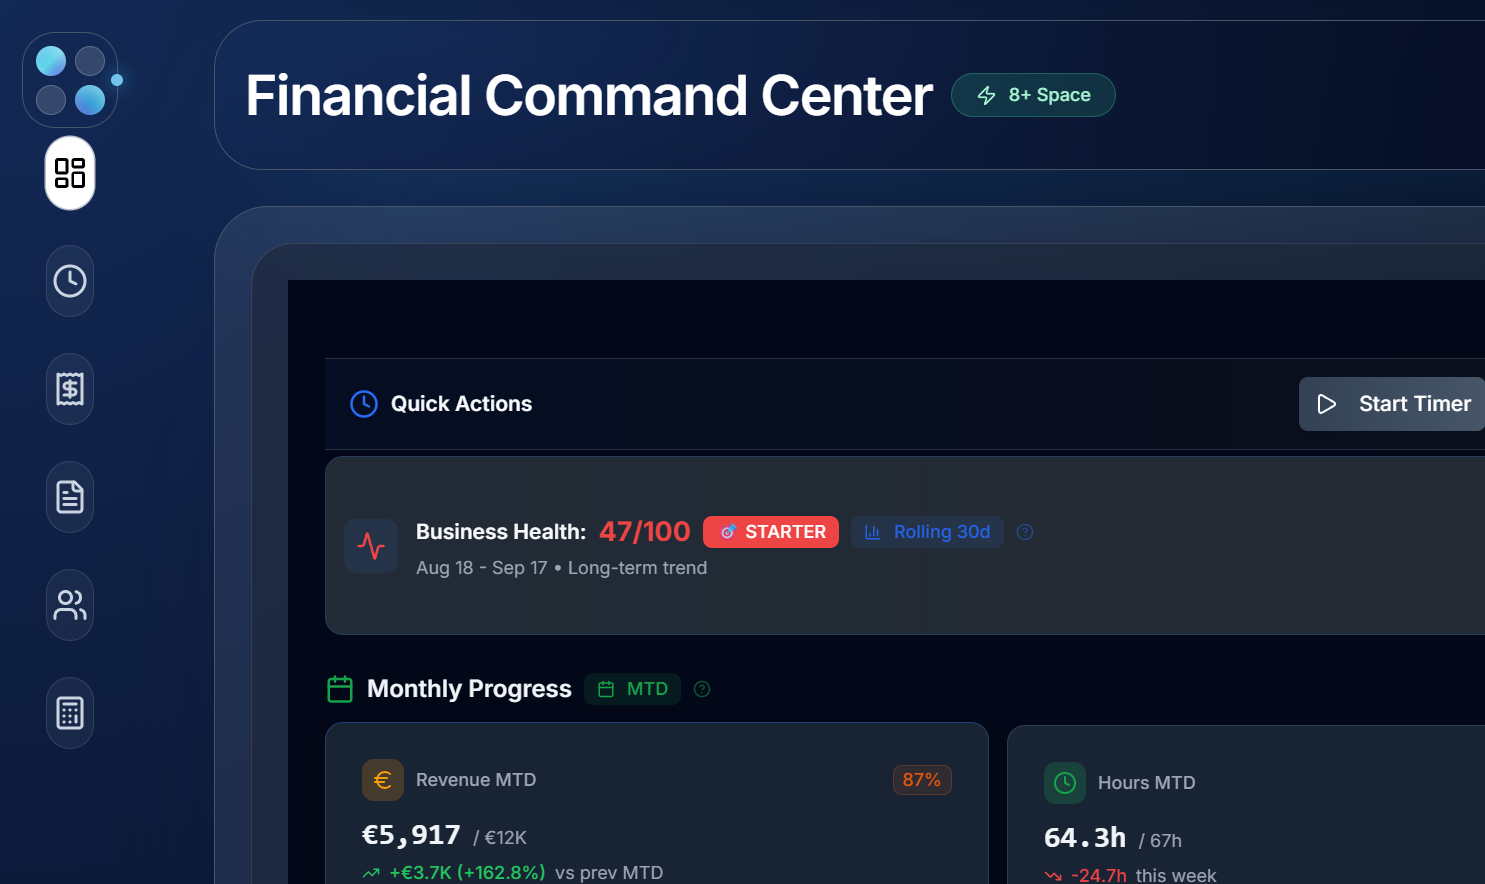 Financial Command Center
8+ Space
Quick Actions
Start Timer
Business Health: 47/100 STARTER Rolling 30d
Aug 18 - Sep 17 • Long-term trend
Monthly Progress MTD
€ Revenue MTD 87%
€5,917 / €12K
+€3.7K (+162.8%) vs prev MTD
Hours MTD
64.3h / 67h
-24.7h this week